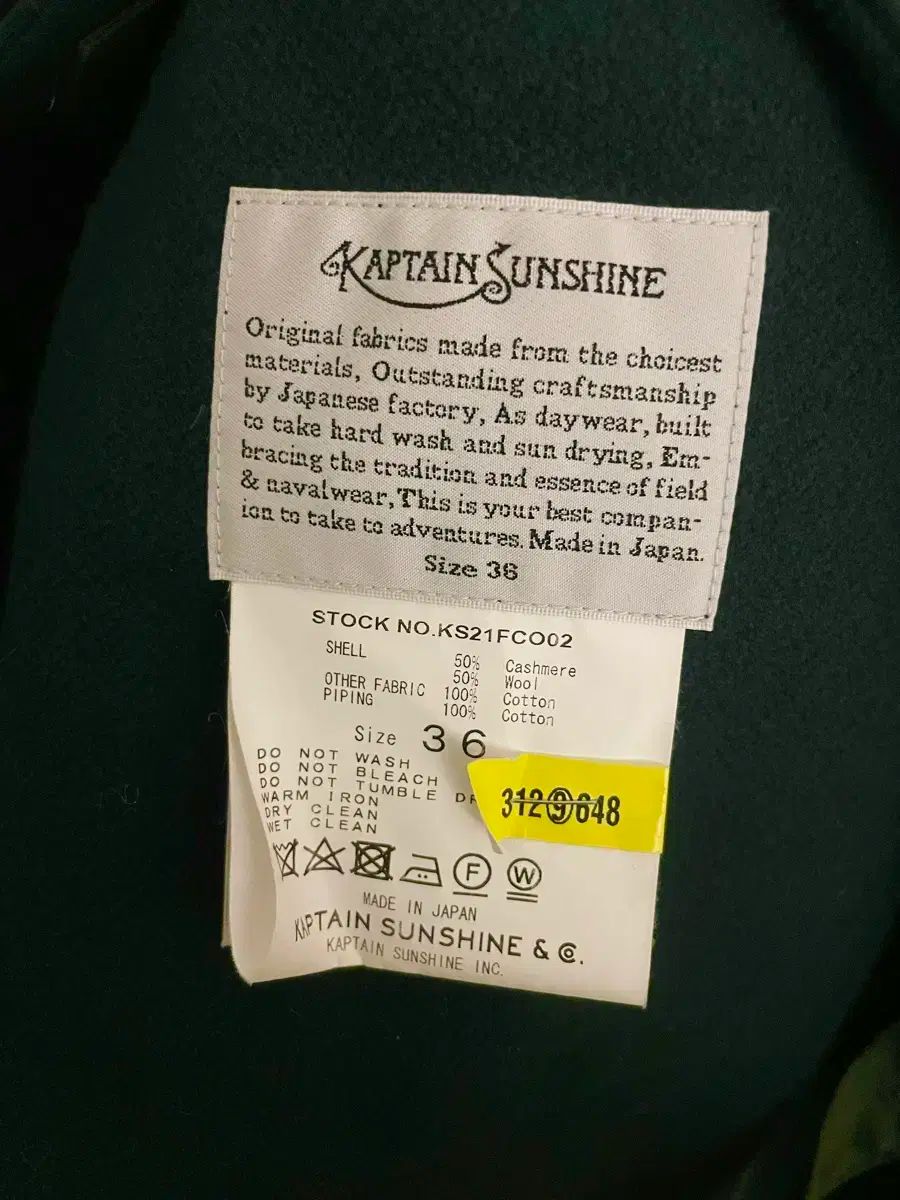 KAPTAIN SUNSHINE
Original fabrics made from the choicest
materials, Outstanding craftsmanship
by Japanese factory, As daywear, built
to take hard wash and sun drying, Em-
bracing the tradition and essence of field
& navalwear, This is your best compan-
ion to take to adventures. Made in Japan.
Size 36
STOCK NO.KS21FCO02
SHELL 50% Cashmere
50% Wool
OTHER FABRIC 100% Cotton
PIPING 100% Cotton
Size 36
DO NOT WASH
DO NOT BLEACH
DO NOT TUMBLE DR
WARM IRON
DRY CLEAN
WET CLEAN
312 9 648
F W
MADE IN JAPAN
KAPTAIN SUNSHINE & Co.
KAPTAIN SUNSHINE INC.